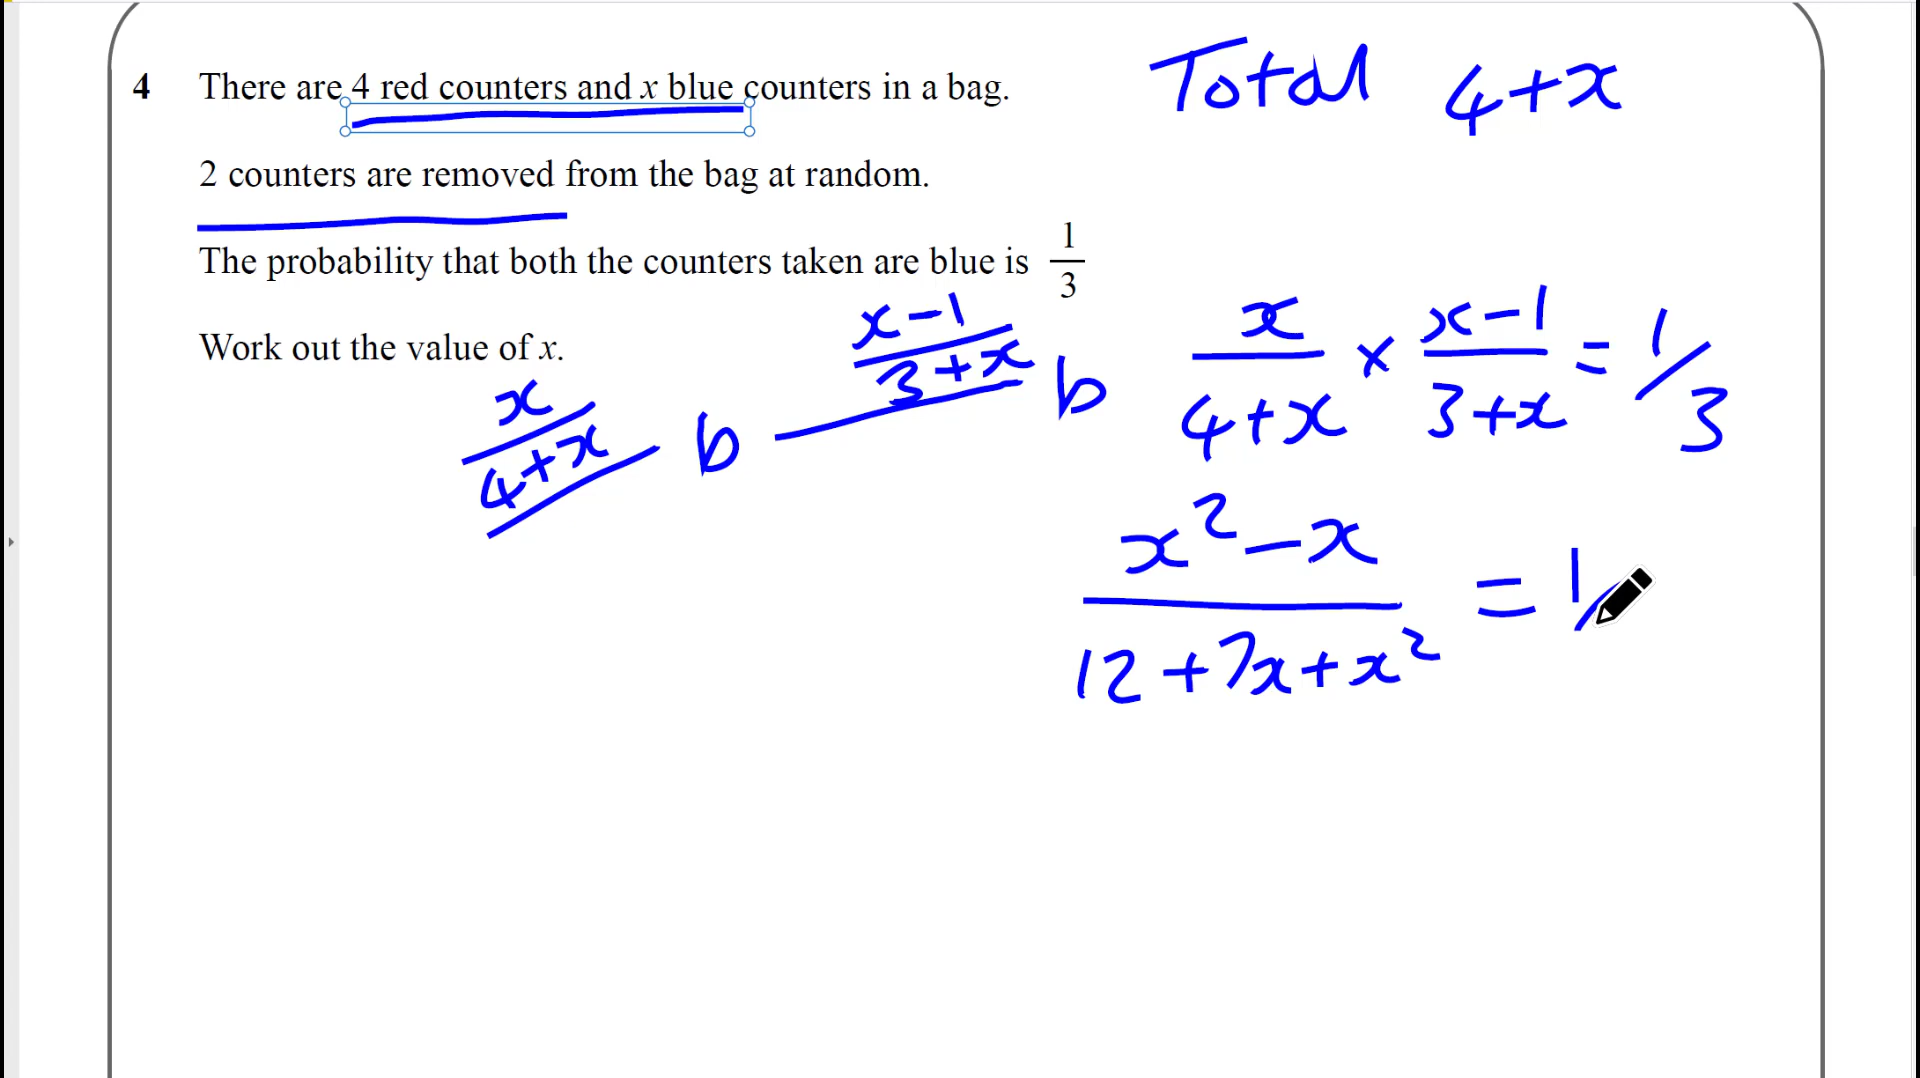 4 There are 4 red counters and x blue counters in a bag.
Total 4+x
2 counters are removed from the bag at random.
The probability that both the counters taken are blue is 1/3
Work out the value of x.
x/4+x b x-1/3+x b
x/4+x × x-1/3+x = 1/3
x²-x/12+7x+x² = 1/